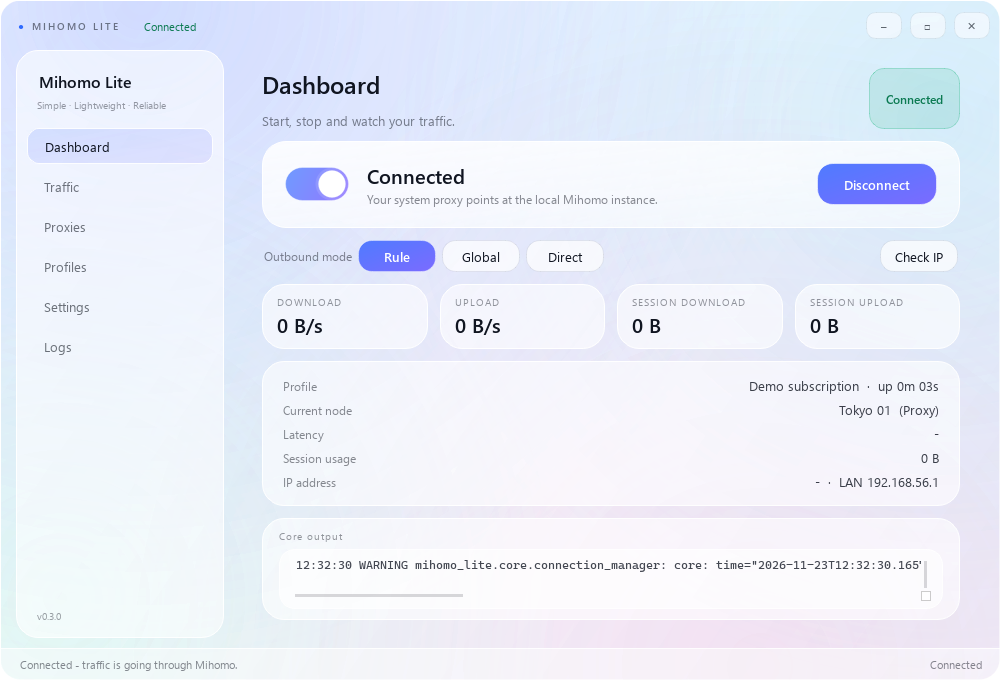 MIHOMO LITE Connected
Mihomo Lite
Simple · Lightweight · Reliable
Dashboard
Traffic
Proxies
Profiles
Settings
Logs
v0.3.0
Dashboard
Start, stop and watch your traffic.
Connected
Connected
Your system proxy points at the local Mihomo instance.
Disconnect
Outbound mode Rule Global Direct Check IP
DOWNLOAD UPLOAD SESSION DOWNLOAD SESSION UPLOAD
0 B/s 0 B/s 0 B 0 B
Profile Demo subscription · up 0m 03s
Current node Tokyo 01 (Proxy)
Latency -
Session usage 0 B
IP address - · LAN 192.168.56.1
Core output
12:32:30 WARNING mihomo_lite.core.connection_manager: core: time="2026-11-23T12:32:30.165
Connected - traffic is going through Mihomo. Connected